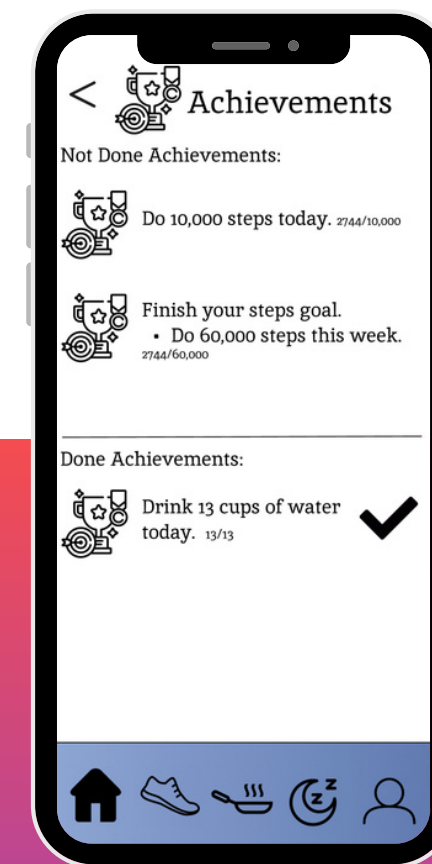 < Achievements
Not Done Achievements:
Do 10,000 steps today. 2744/10,000
Finish your steps goal.
• Do 60,000 steps this week.
2744/60,000
Done Achievements:
Drink 13 cups of water
today. 13/13
z z